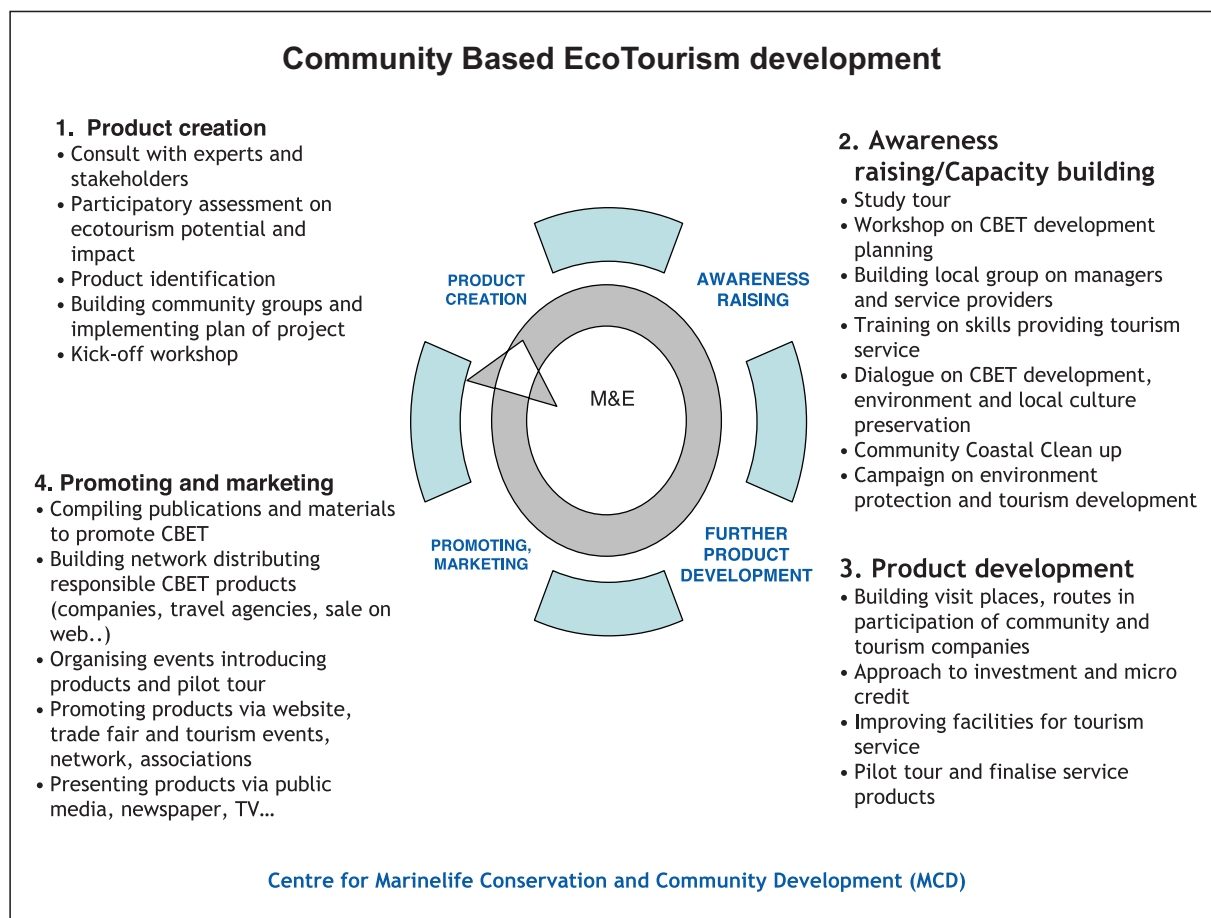 Community Based EcoTourism development
1. Product creation
• Consult with experts and
stakeholders
• Participatory assessment on
ecotourism potential and
impact
• Product identification
• Building community groups and
implementing plan of project
• Kick-off workshop
2. Awareness
raising/Capacity building
• Study tour
• Workshop on CBET development
planning
• Building local group on managers
and service providers
• Training on skills providing tourism
service
• Dialogue on CBET development,
environment and local culture
preservation
• Community Coastal Clean up
• Campaign on environment
protection and tourism development
PRODUCT
CREATION
AWARENESS
RAISING
M&E
PROMOTING,
MARKETING
FURTHER
PRODUCT
DEVELOPMENT
3. Product development
• Building visit places, routes in
participation of community and
tourism companies
• Approach to investment and micro
credit
• Improving facilities for tourism
service
• Pilot tour and finalise service
products
4. Promoting and marketing
• Compiling publications and materials
to promote CBET
• Building network distributing
responsible CBET products
(companies, travel agencies, sale on
web..)
• Organising events introducing
products and pilot tour
• Promoting products via website,
trade fair and tourism events,
network, associations
• Presenting products via public
media, newspaper, TV…
Centre for Marinelife Conservation and Community Development (MCD)